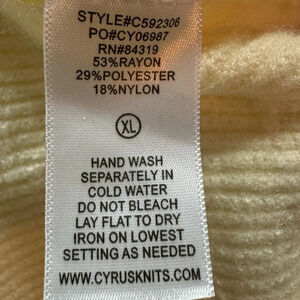 STYLE#C592306
PO#CY06987
RN#84319
53%RAYON
29%POLYESTER
18%NYLON
XL
HAND WASH
SEPARATELY IN
COLD WATER
DO NOT BLEACH
LAY FLAT TO DRY
IRON ON LOWEST
SETTING AS NEEDED
WWW.CYRUSKNITS.COM